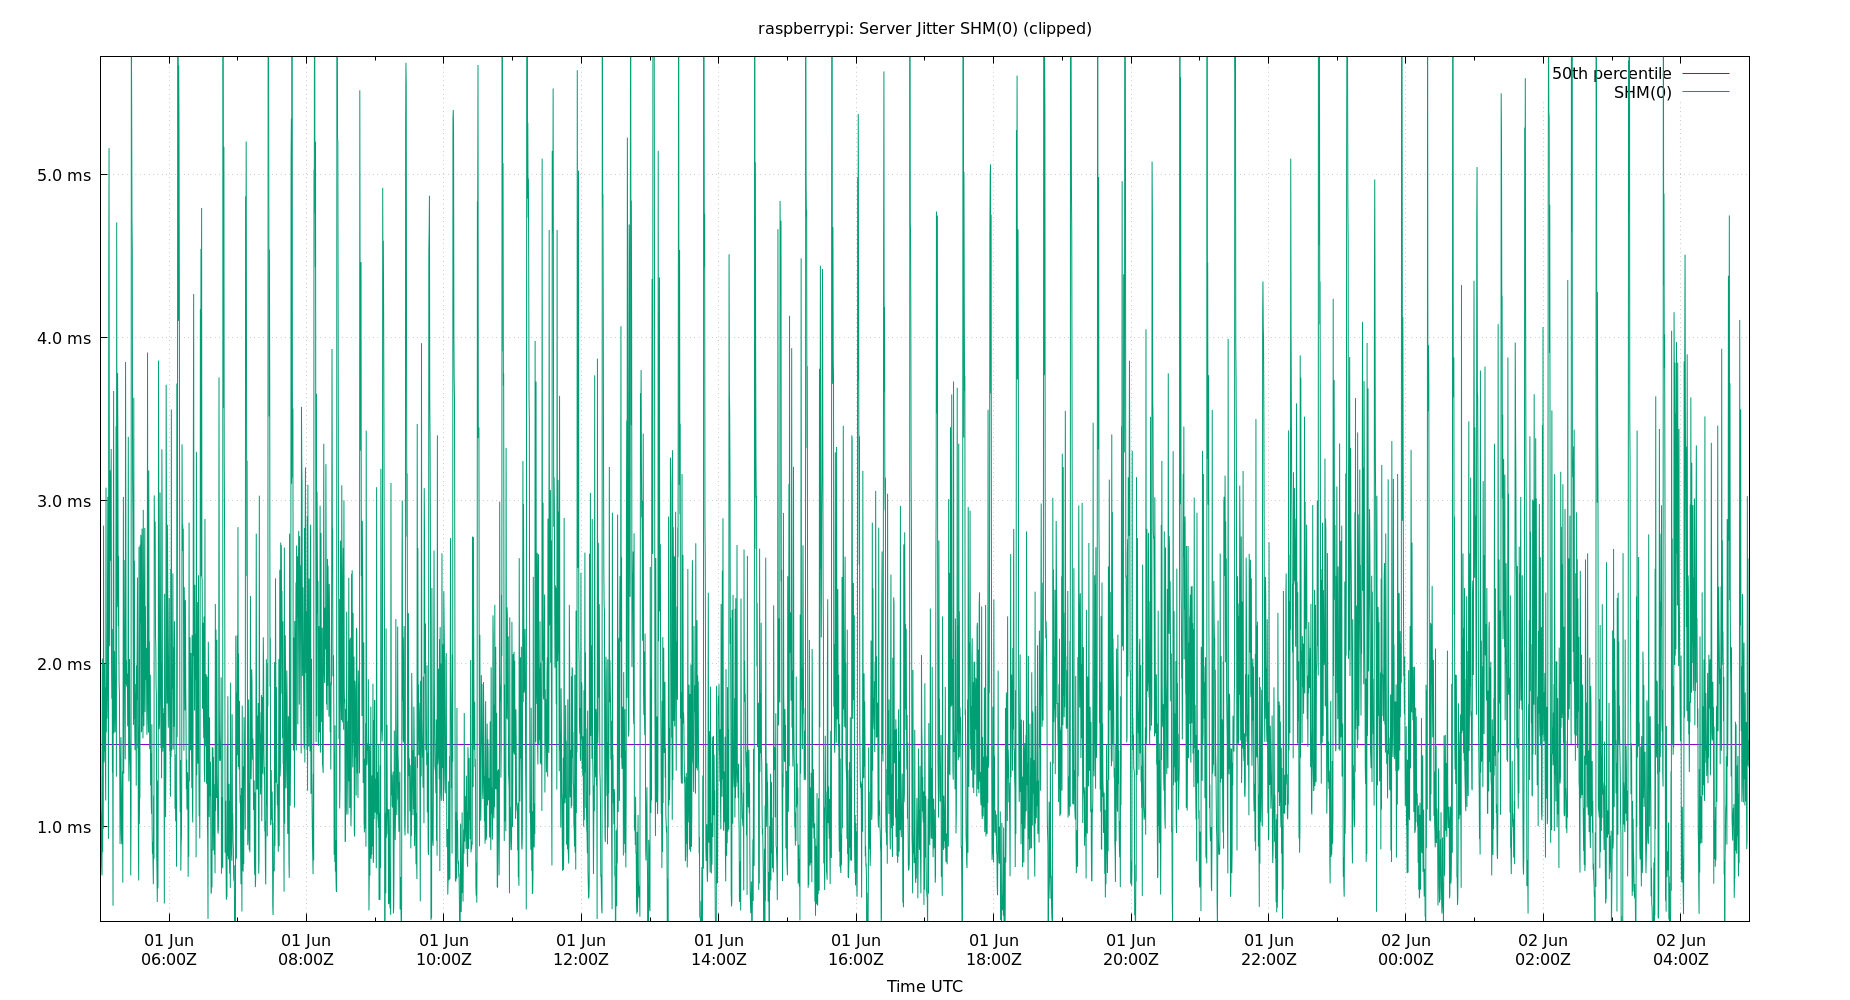 raspberrypi: Server Jitter SHM(0) (clipped)
50th percentile
SHM(0)
5.0 ms
4.0 ms
3.0 ms
2.0 ms
1.0 ms
01 Jun 01 Jun 01 Jun 01 Jun 01 Jun 01 Jun 01 Jun 01 Jun 01 Jun 02 Jun 02 Jun 02 Jun
06:00Z 08:00Z 10:00Z 12:00Z 14:00Z 16:00Z 18:00Z 20:00Z 22:00Z 00:00Z 02:00Z 04:00Z
Time UTC